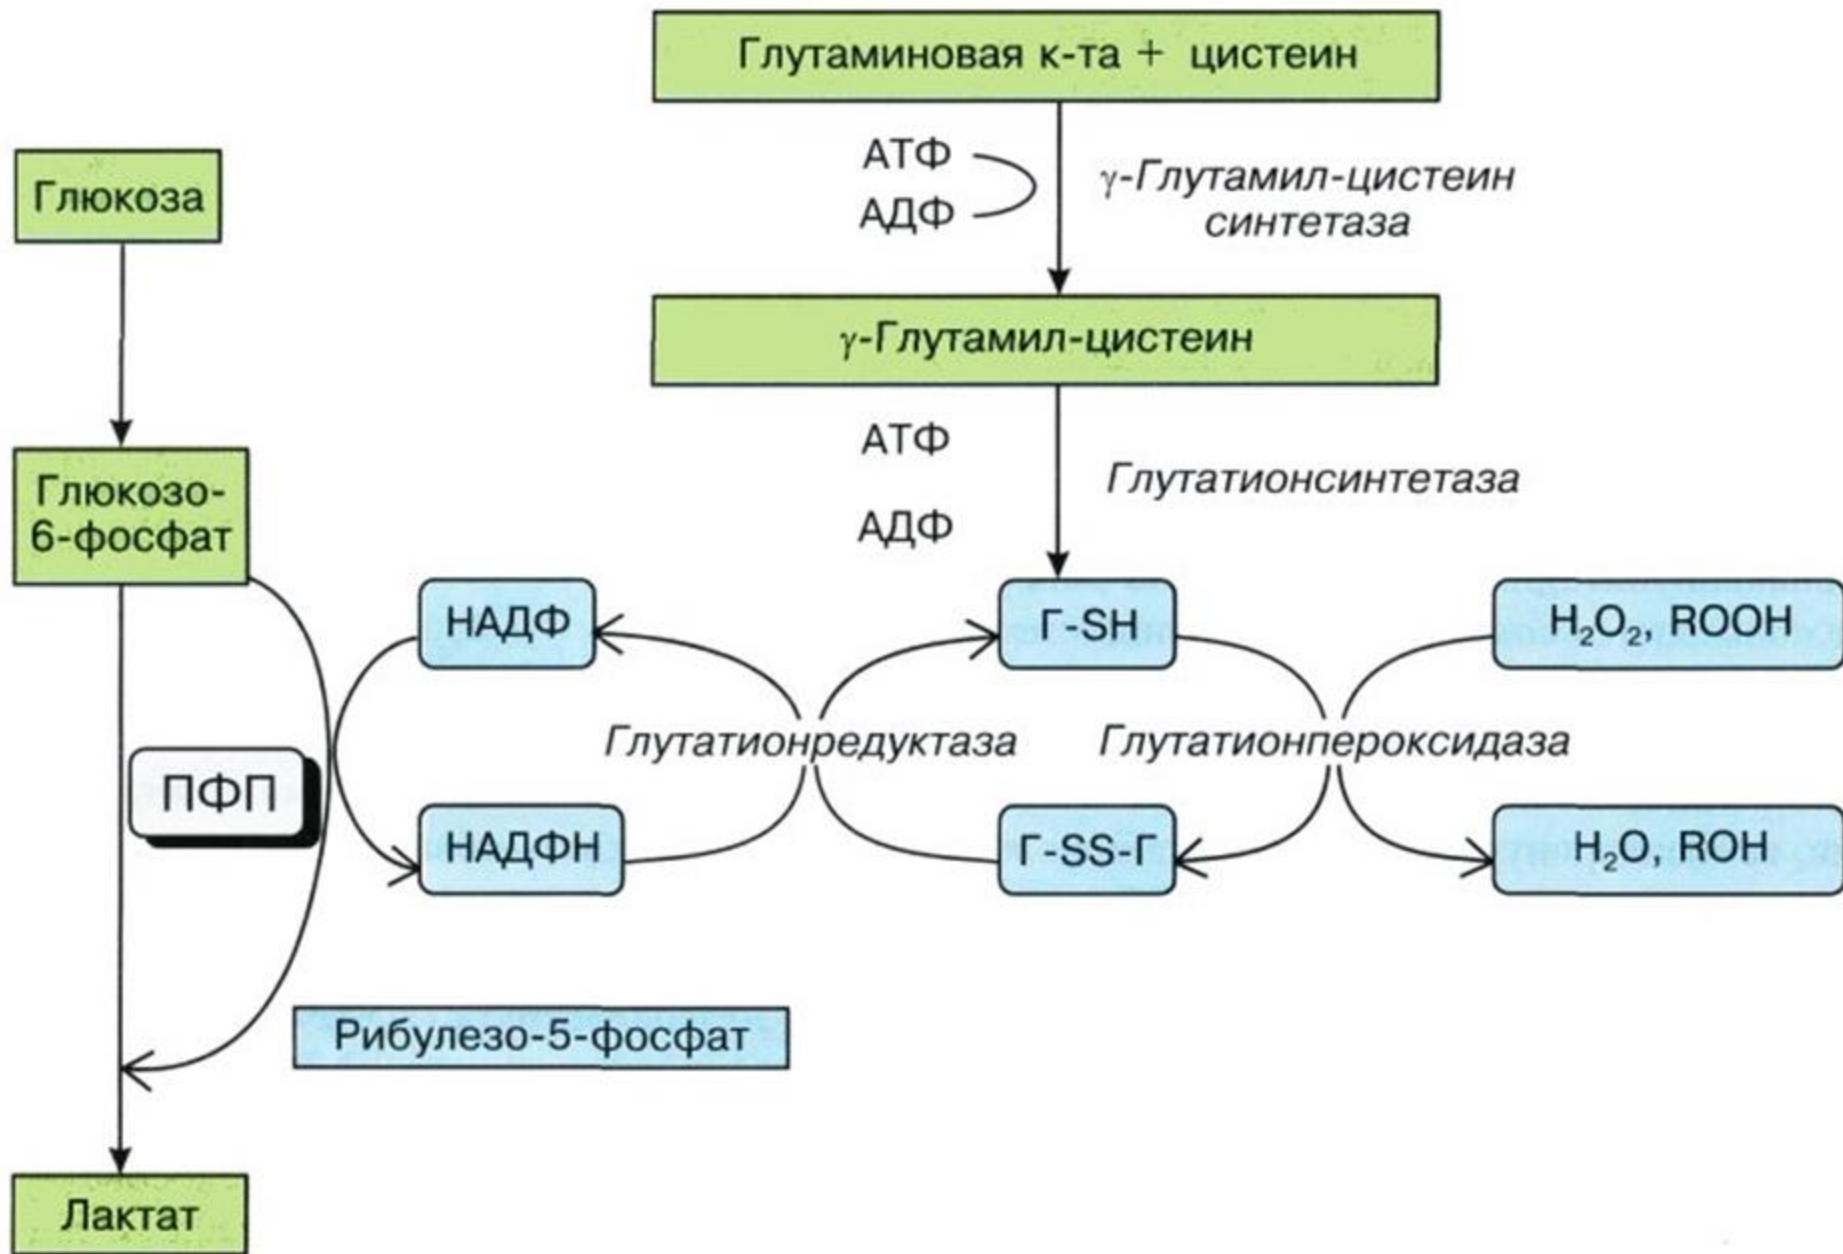 Глутаминовая к-та + цистеин
АТФ
АДФ
γ-Глутамил-цистеин
синтетаза
Глюкоза
γ-Глутамил-цистеин
АТФ
АДФ
Глутатионсинтетаза
Глюкозо-
6-фосфат
НАДФ
Г-SH
H₂O₂, ROOH
Глутатионредуктаза
Глутатионпероксидаза
ПФП
НАДФН
Г-SS-Г
H₂O, ROH
Рибулезо-5-фосфат
Лактат